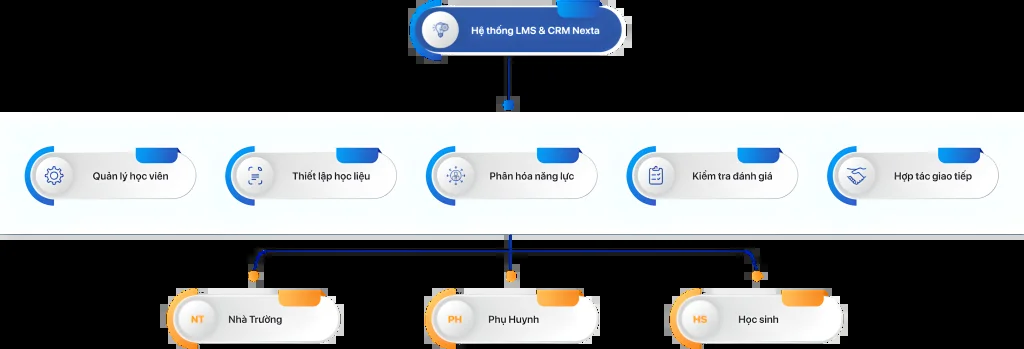 Hệ thống LMS & CRM Nexta
Quản lý học viên
Thiết lập học liệu
Phân hóa năng lực
Kiểm tra đánh giá
Hợp tác giao tiếp
NT
Nhà Trường
PH
Phụ Huynh
HS
Học sinh